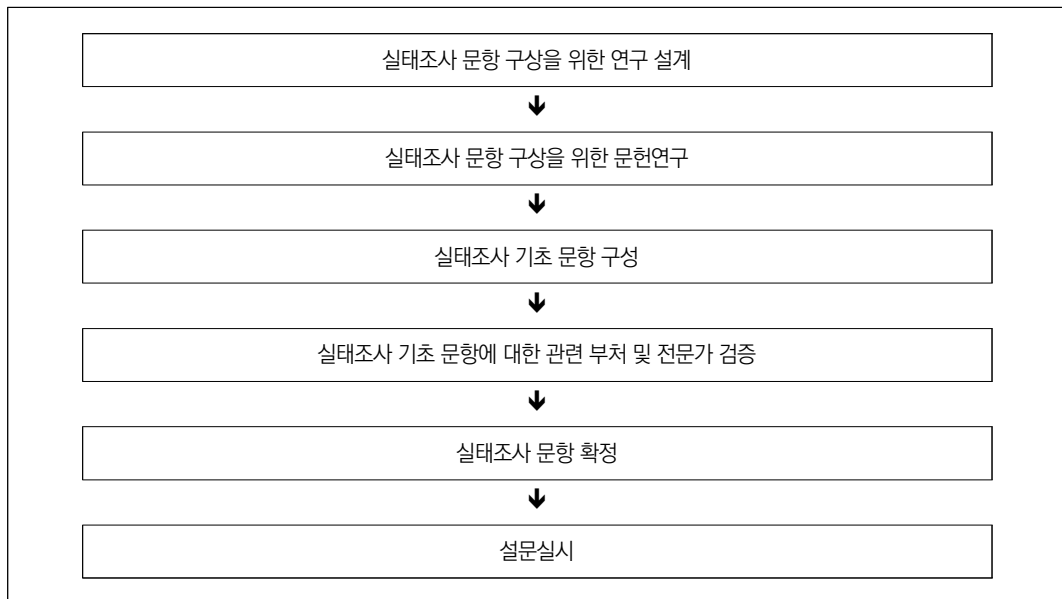 실태조사 문항 구상을 위한 연구 설계
실태조사 문항 구상을 위한 문헌연구
실태조사 기초 문항 구성
실태조사 기초 문항에 대한 관련 부처 및 전문가 검증
실태조사 문항 확정
설문실시